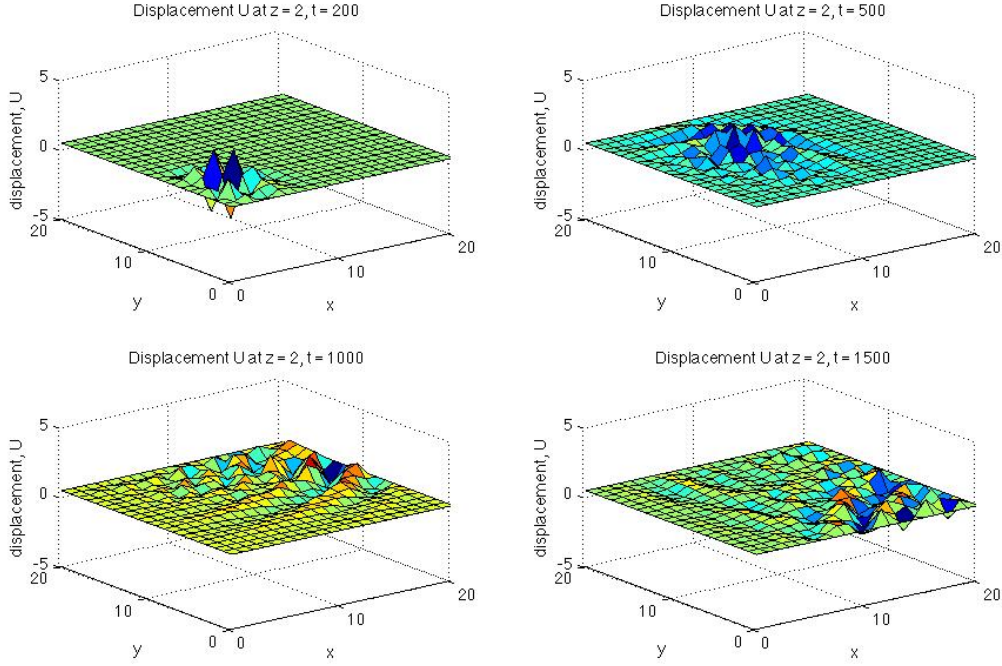 Displacement U at z = 2, t = 200
5
0
-5
displacement, U
20
10
0
y
0
10
20
x
Displacement U at z = 2, t = 500
5
0
-5
displacement, U
20
10
0
y
0
10
20
x
Displacement U at z = 2, t = 1000
5
0
-5
displacement, U
20
10
0
y
0
10
20
x
Displacement U at z = 2, t = 1500
5
0
-5
displacement, U
20
10
0
y
0
10
20
x